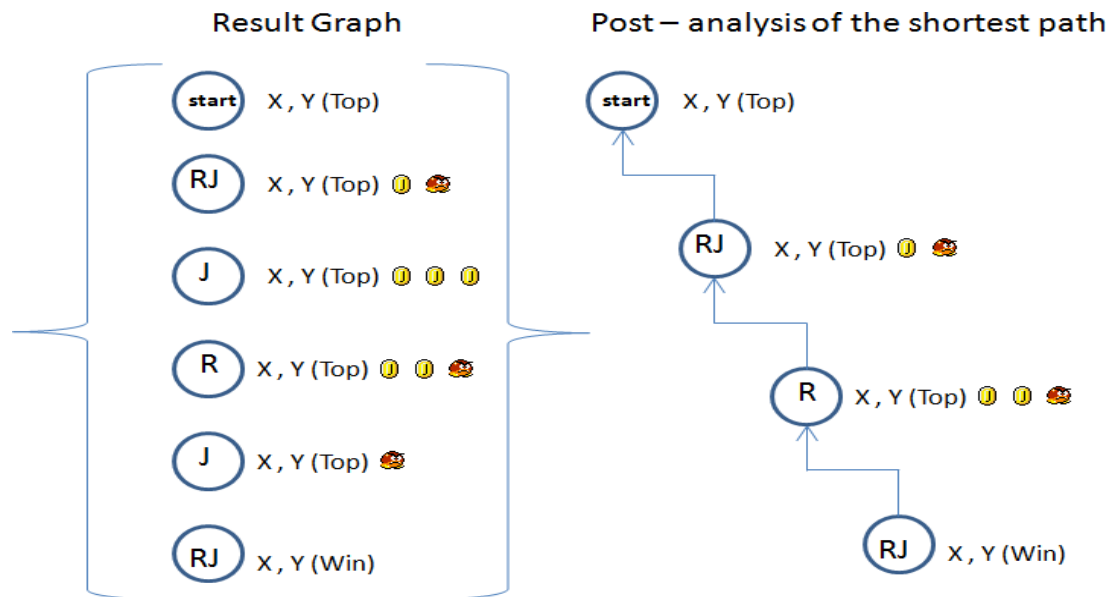 Result Graph
start X , Y (Top)
RJ X , Y (Top) J
J X , Y (Top) J J J
R X , Y (Top) J J
J X , Y (Top)
RJ X , Y (Win)
Post – analysis of the shortest path
start X , Y (Top)
RJ X , Y (Top) J
R X , Y (Top) J J
RJ X , Y (Win)